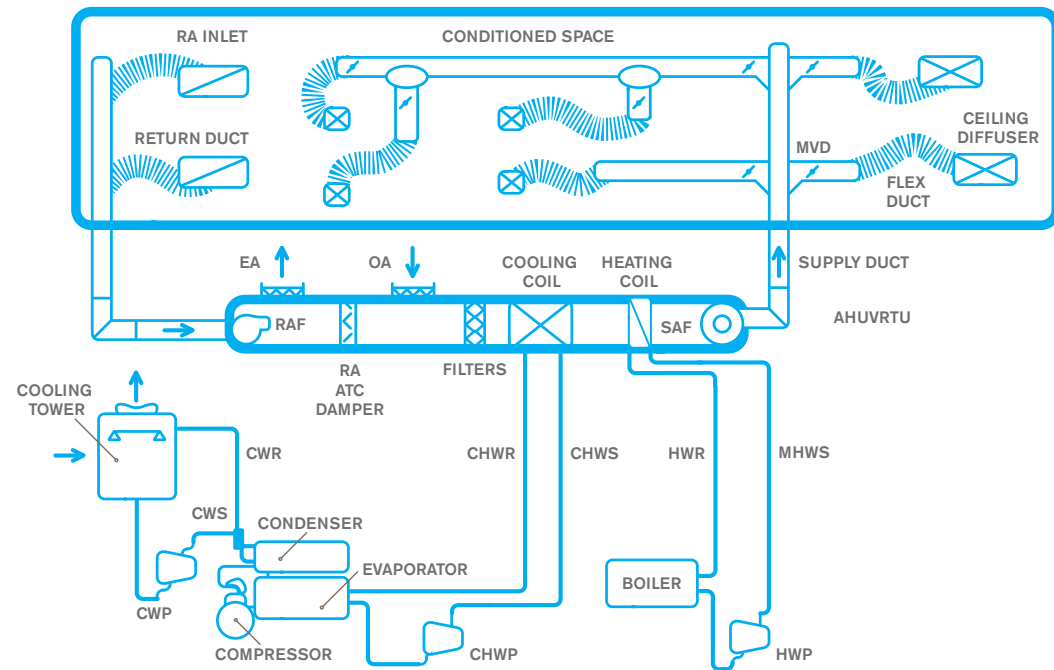 RA INLET
CONDITIONED SPACE
RETURN DUCT
CEILING
DIFFUSER
MVD
FLEX
DUCT
EA
OA
COOLING
COIL
HEATING
COIL
SUPPLY DUCT
RAF
SAF
AHUVRTU
RA
ATC
DAMPER
FILTERS
COOLING
TOWER
CWR
CHWR
CHWS
HWR
MHWS
CWS
CONDENSER
EVAPORATOR
BOILER
CWP
COMPRESSOR
CHWP
HWP